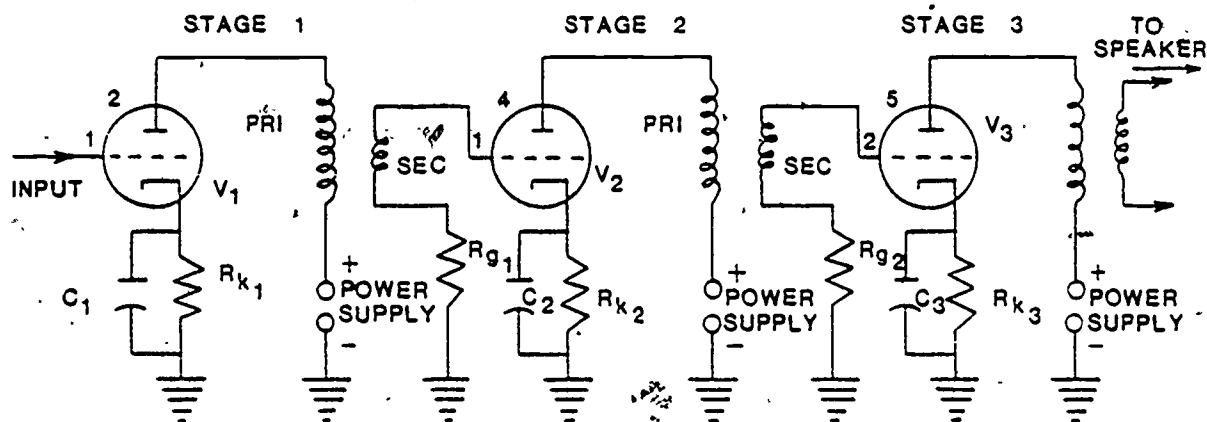 STAGE 1
STAGE 2
STAGE 3
TO
SPEAKER
2
1
INPUT
V1
PRI
SEC
4
1
V2
PRI
SEC
5
2
V3
C1
Rk1
+
POWER
SUPPLY
-
Rg1
C2
Rk2
+
POWER
SUPPLY
-
Rg2
C3
Rk3
+
POWER
SUPPLY
-